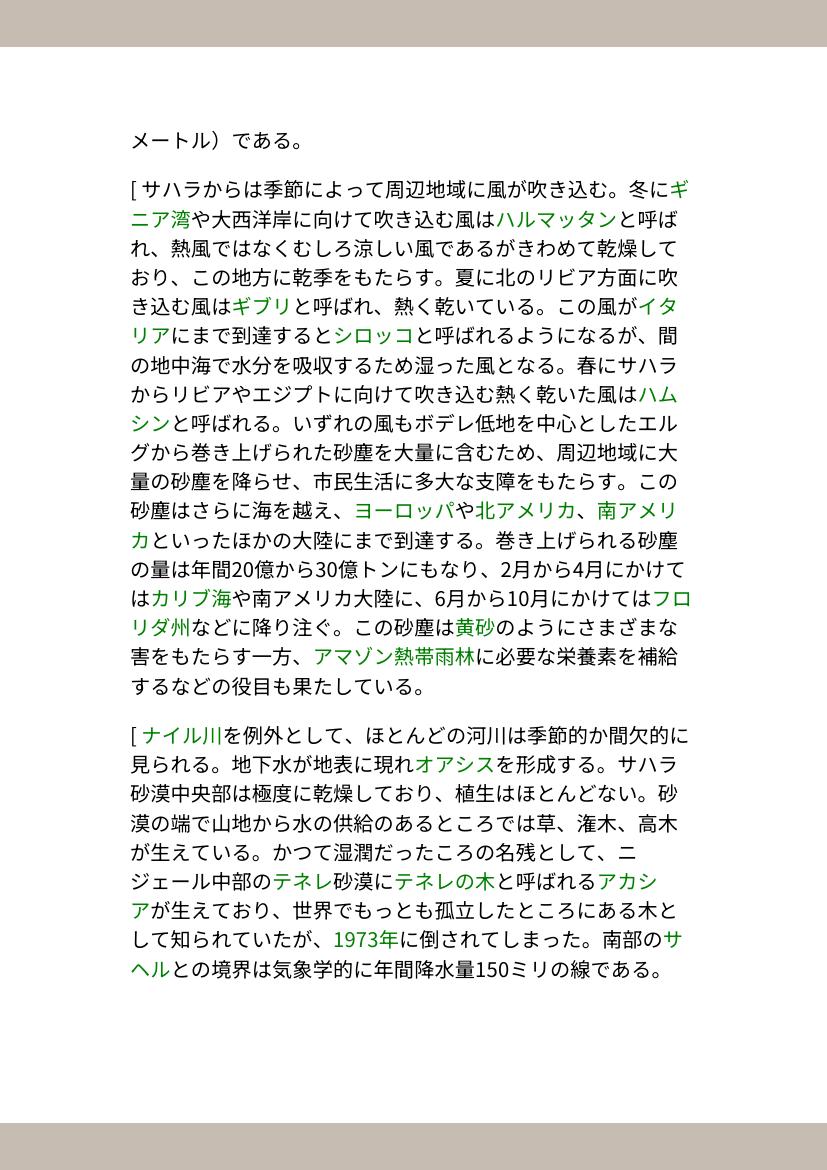 メートル）である。
[ サハラからは季節によって周辺地域に風が吹き込む。冬にギ
ニア湾や大西洋岸に向けて吹き込む風はハルマッタンと呼ば
れ、熱風ではなくむしろ涼しい風であるがきわめて乾燥して
おり、この地方に乾季をもたらす。夏に北のリビア方面に吹
き込む風はギブリと呼ばれ、熱く乾いている。この風がイタ
リアにまで到達するとシロッコと呼ばれるようになるが、間
の地中海で水分を吸収するため湿った風となる。春にサハラ
からリビアやエジプトに向けて吹き込む熱く乾いた風はハム
シンと呼ばれる。いずれの風もボデレ低地を中心としたエル
グから巻き上げられた砂塵を大量に含むため、周辺地域に大
量の砂塵を降らせ、市民生活に多大な支障をもたらす。この
砂塵はさらに海を越え、ヨーロッパや北アメリカ、南アメリ
カといったほかの大陸にまで到達する。巻き上げられる砂塵
の量は年間20億から30億トンにもなり、2月から4月にかけて
はカリブ海や南アメリカ大陸に、6月から10月にかけてはフロ
リダ州などに降り注ぐ。この砂塵は黄砂のようにさまざまな
害をもたらす一方、アマゾン熱帯雨林に必要な栄養素を補給
するなどの役目も果たしている。
[ ナイル川を例外として、ほとんどの河川は季節的か間欠的に
見られる。地下水が地表に現れオアシスを形成する。サハラ
砂漠中央部は極度に乾燥しており、植生はほとんどない。砂
漠の端で山地から水の供給のあるところでは草、潅木、高木
が生えている。かつて湿潤だったころの名残として、ニ
ジェール中部のテネレ砂漠にテネレの木と呼ばれるアカシ
アが生えており、世界でもっとも孤立したところにある木と
して知られていたが、1973年に倒されてしまった。南部のサ
ヘルとの境界は気象学的に年間降水量150ミリの線である。